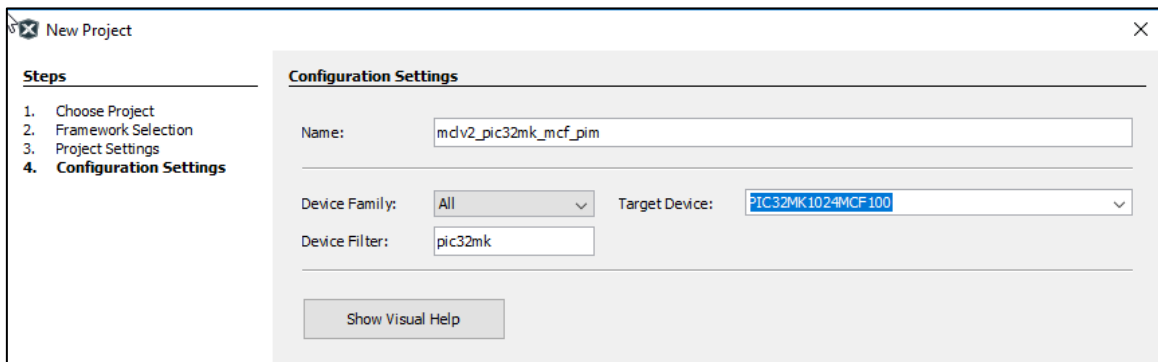 New Project
Steps
1. Choose Project
2. Framework Selection
3. Project Settings
4. Configuration Settings
Configuration Settings
Name: mclv2_pic32mk_mcf_pim
Device Family: All Target Device: PIC32MK1024MCF100
Device Filter: pic32mk
Show Visual Help